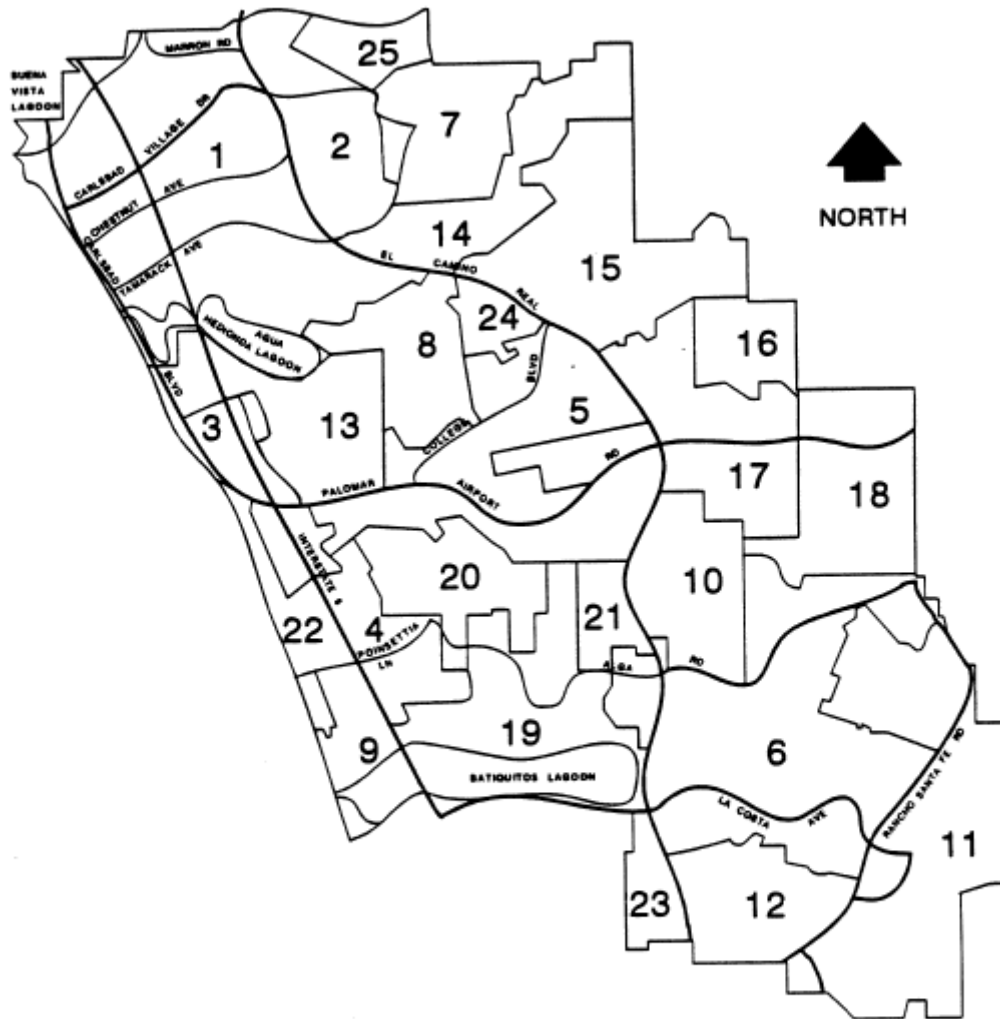 MARRON RD
25
BUENA
VISTA
LAGOON
CARLSBAD VILLAGE DR
1
2
7
CHESTNUT AVE
NORTH
CARLSBAD
TAMARACK AVE
14
EL CAMINO REAL
15
AGUA
HEDIONDA LAGOON
24
8
16
BLVD
3
13
COLLEGE BLVD
5
PALOMAR AIRPORT RD
17
18
INTERSTATE 5
20
10
21
22
4
POINSETTIA
LN
ALGA RD
19
9
6
BATIQUITOS LAGOON
LA COSTA AVE
RANCHO SANTA FE RD
11
23
12